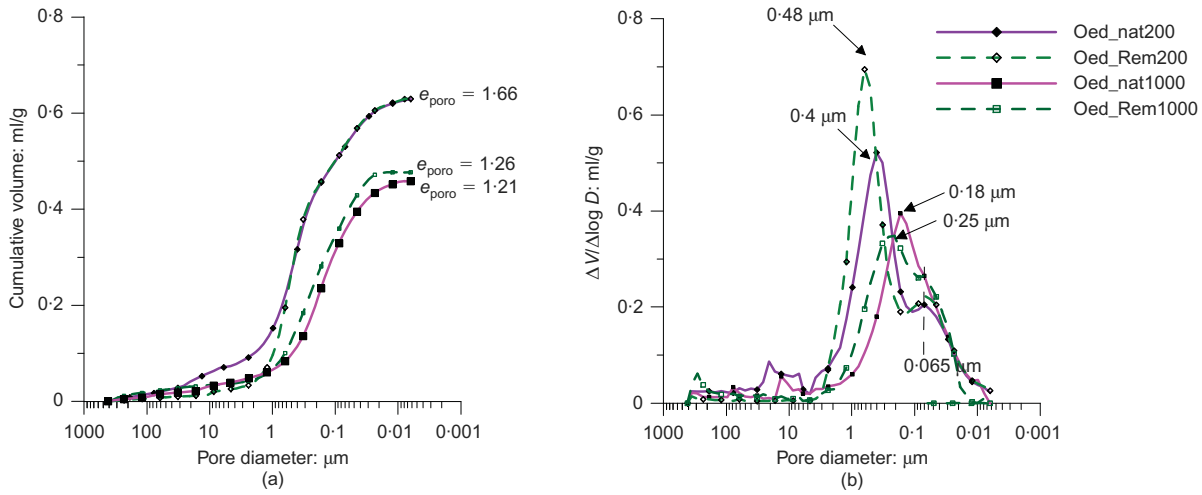 0·8
0·6
0·4
0·2
0
Cumulative volume: ml/g
1000 100 10 1 0·1 0·01 0·001
Pore diameter: μm
(a)
e_poro = 1·66
e_poro = 1·26
e_poro = 1·21
0·8
0·6
0·4
0·2
0
ΔV/Δlog D: ml/g
1000 100 10 1 0·1 0·01 0·001
Pore diameter: μm
(b)
0·48 μm
0·4 μm
0·18 μm
0·25 μm
0·065 μm
Oed_nat200
Oed_Rem200
Oed_nat1000
Oed_Rem1000